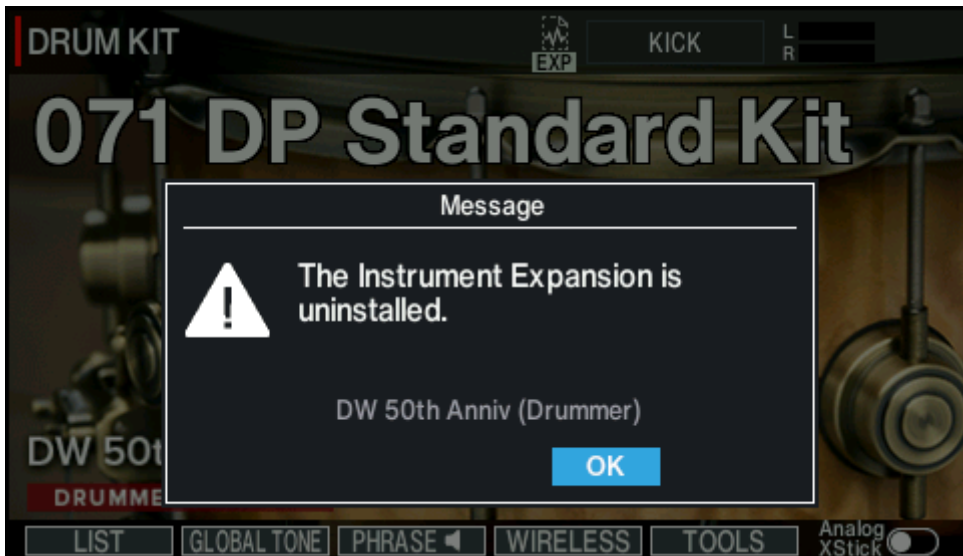 DRUM KIT
EXP
KICK
L
R
071 DP Standard Kit
Message
The Instrument Expansion is
uninstalled.
DW 50th Anniv (Drummer)
OK
DW 50t
DRUMME
LIST
GLOBAL TONE
PHRASE
WIRELESS
TOOLS
Analog
XStick